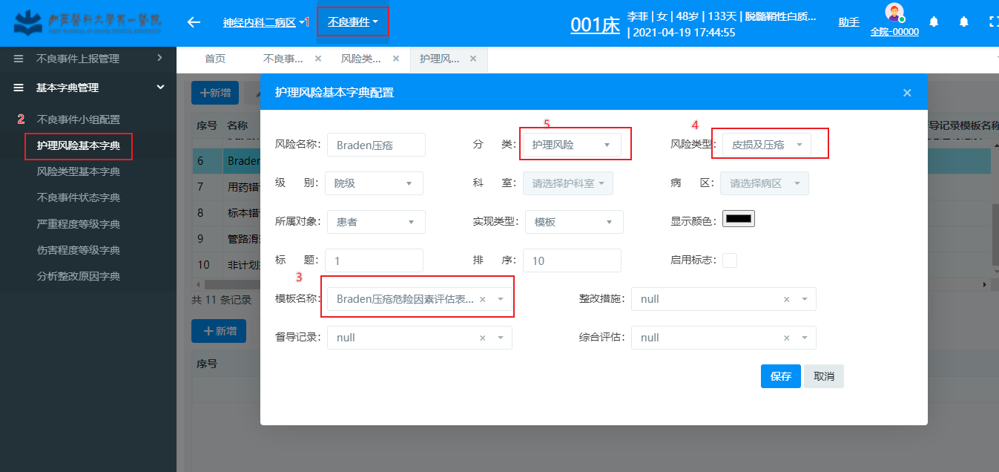 神经内科二病区
1
不良事件
001床
李菲 | 女 | 48岁 | 133天 | 脱髓鞘性白质...
| 2021-04-19 17:44:55
助手
全院-00000
不良事件上报管理
基本字典管理
2
不良事件小组配置
护理风险基本字典
风险类型基本字典
不良事件状态字典
严重程度等级字典
伤害程度等级字典
分析整改原因字典
首页
不良事...
风险类...
护理风...
新增
序号 名称
导记录模板名称
6 Braden
7 用药错
8 标本错
9 管路滑
10 非计划
共 11 条记录
新增
序号
护理风险基本字典配置
5
4
风险名称: Braden压疮
分 类: 护理风险
风险类型: 皮损及压疮
级 别: 院级
科 室: 请选择护科室
病 区: 请选择病区
所属对象: 患者
实现类型: 模板
显示颜色:
标 题: 1
排 序: 10
启用标志:
3
模板名称: Braden压疮危险因素评估表...
整改措施: null
督导记录: null
综合评估: null
保存
取消